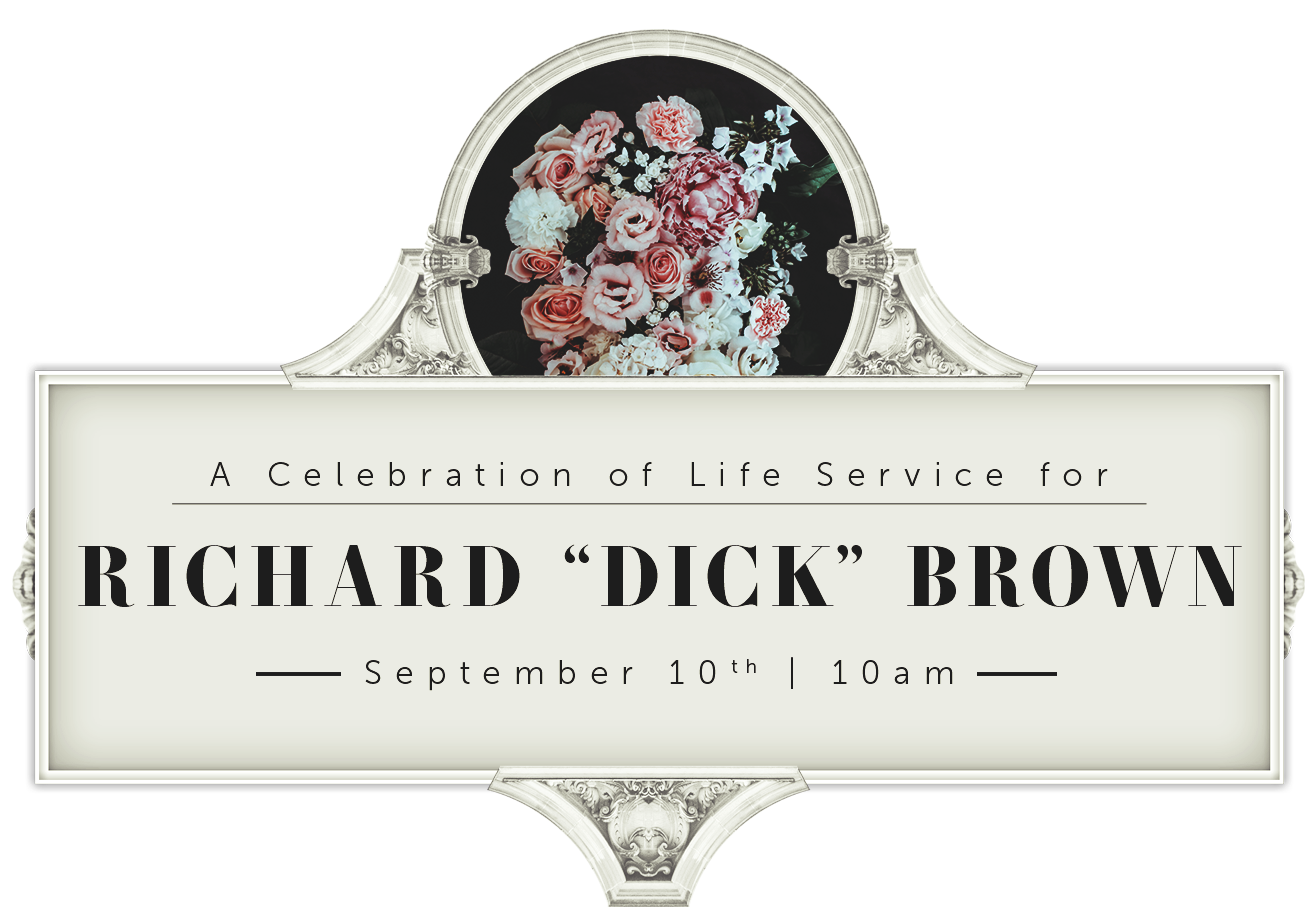 A Celebration of Life Service for
RICHARD “DICK” BROWN
September 10th | 10am